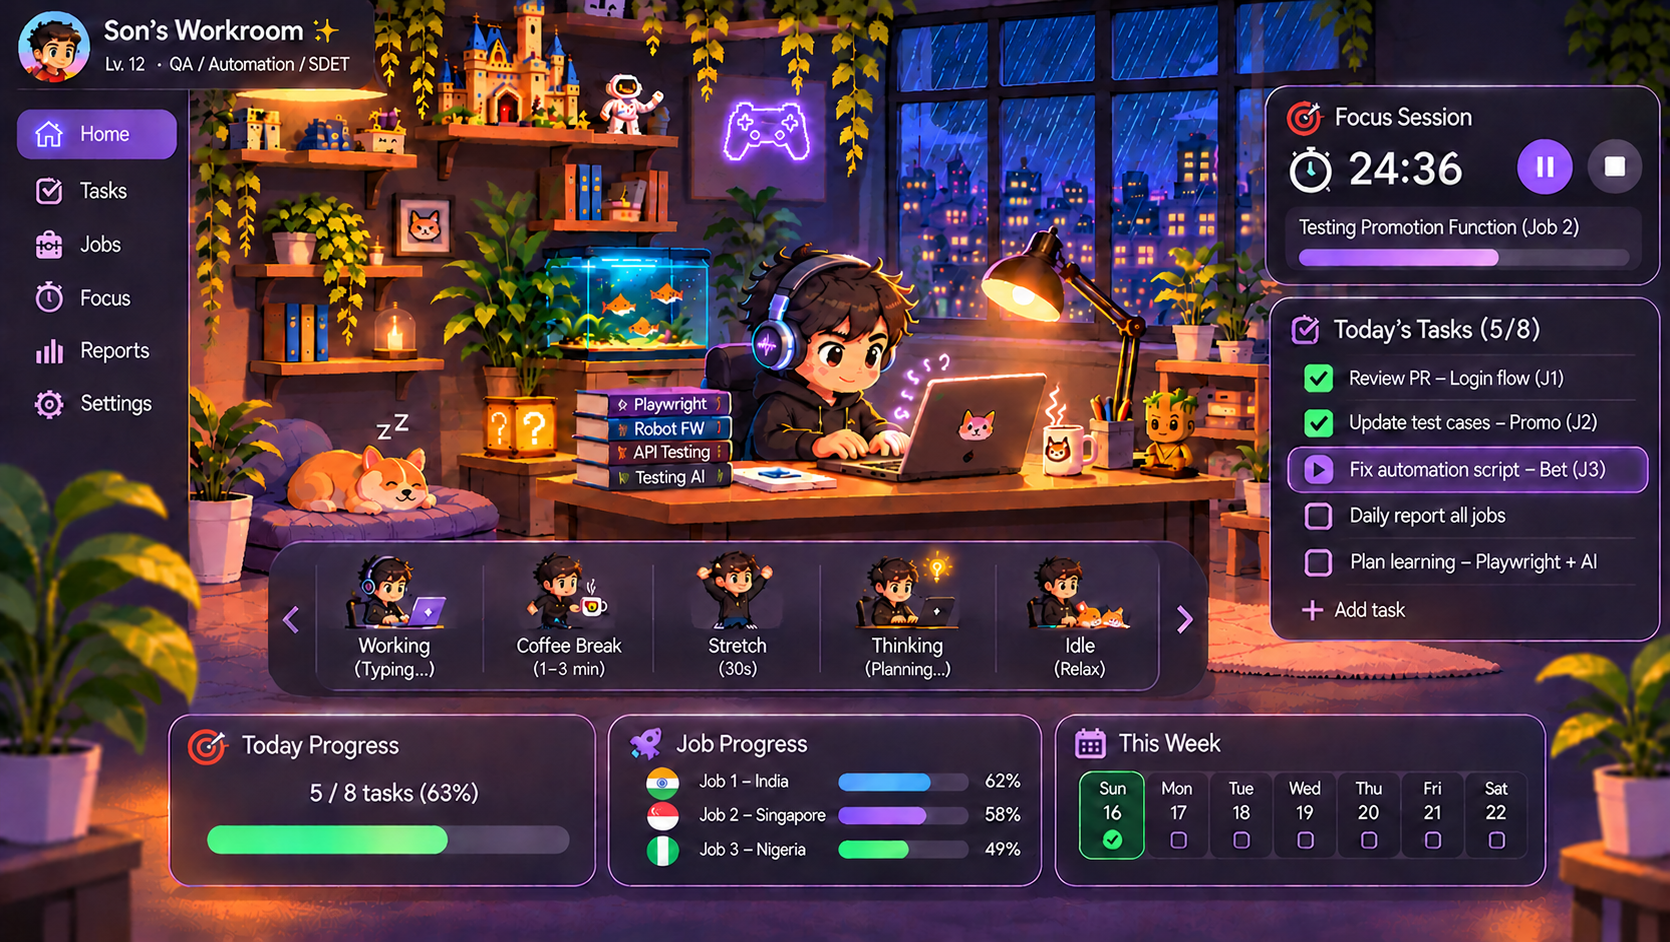 Son's Workroom
Lv. 12 · QA / Automation / SDET
Home
Tasks
Jobs
Focus
Reports
Settings
Focus Session
24:36
Testing Promotion Function (Job 2)
Today's Tasks (5/8)
Review PR – Login flow (J1)
Update test cases – Promo (J2)
Fix automation script – Bet (J3)
Daily report all jobs
Plan learning – Playwright + AI
+ Add task
z Z
? ?
Playwright
Robot FW
API Testing
Testing AI
Working
(Typing...)
Coffee Break
(1–3 min)
Stretch
(30s)
Thinking
(Planning...)
Idle
(Relax)
Today Progress
5 / 8 tasks (63%)
Job Progress
Job 1 – India 62%
Job 2 – Singapore 58%
Job 3 – Nigeria 49%
This Week
Sun Mon Tue Wed Thu Fri Sat
16 17 18 19 20 21 22